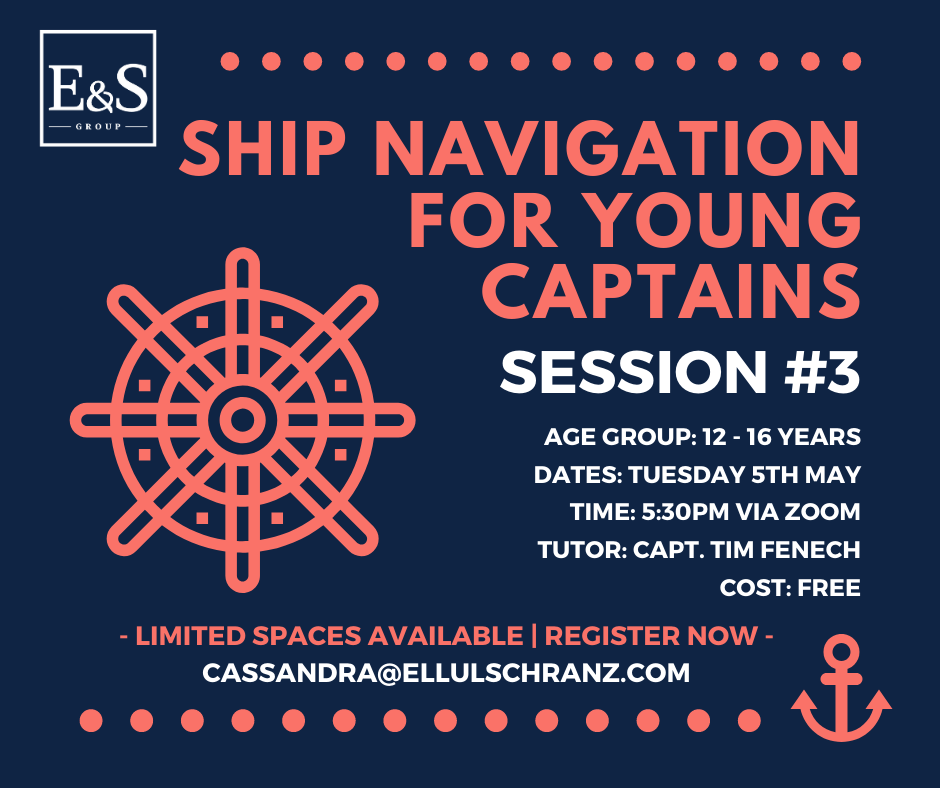 E&S
GROUP
SHIP NAVIGATION
FOR YOUNG
CAPTAINS
SESSION #3
AGE GROUP: 12 - 16 YEARS
DATES: TUESDAY 5TH MAY
TIME: 5:30PM VIA ZOOM
TUTOR: CAPT. TIM FENECH
COST: FREE
- LIMITED SPACES AVAILABLE | REGISTER NOW -
CASSANDRA@ELLULSCHRANZ.COM